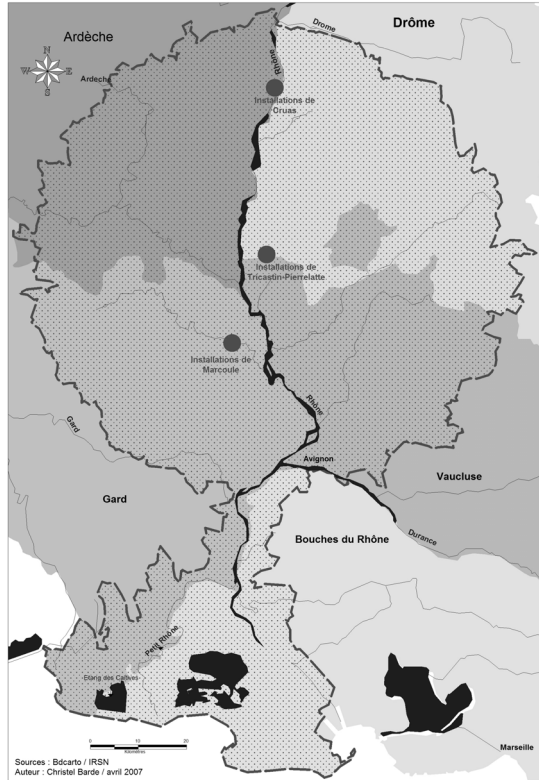 Ardèche
Drôme
Drome
N
W E
S
Ardèche
Rhône
Installations de
Cruas
Installations de
Tricastin-Pierrelatte
Installations de
Marcoule
Rhône
Gard
Avignon
Vaucluse
Gard
Durance
Bouches du Rhône
Petit Rhône
Etang des Caitives
0 10 20
Kilomètres
Sources : Bdcarto / IRSN
Auteur : Christel Barde / avril 2007
Marseille